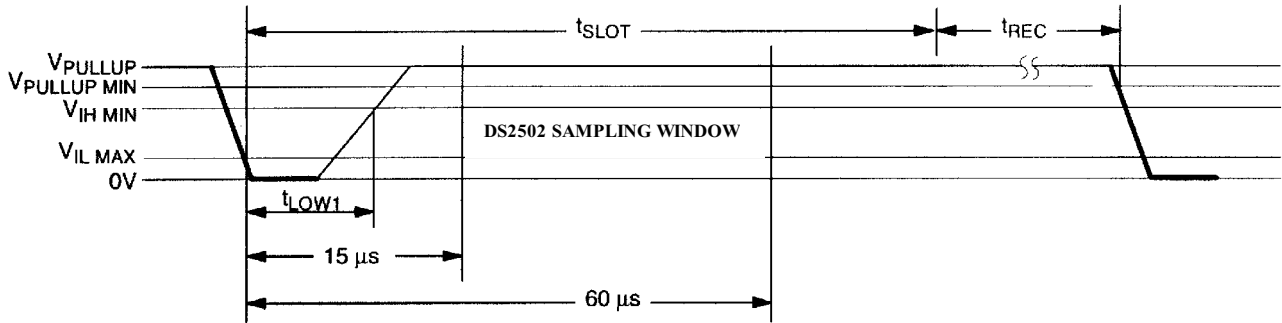 tSLOT
tREC
VPULLUP
VPULLUP MIN
VIH MIN
DS2502 SAMPLING WINDOW
VIL MAX
0V
tLOW1
15 μs
60 μs